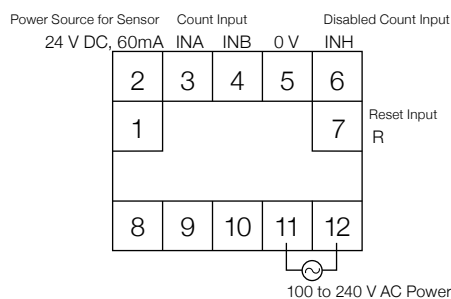 Power Source for Sensor Count Input Disabled Count Input
24 V DC, 60mA INA INB 0 V INH
2 3 4 5 6
1 7
Reset Input
R
8 9 10 11 12
100 to 240 V AC Power